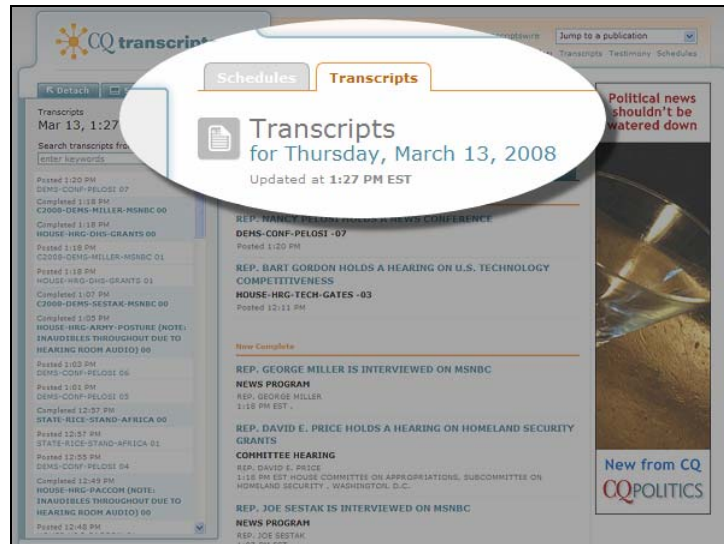 CQ transcripts
Jump to a publication
Transcripts Testimony Schedules
Detach
Schedules
Transcripts
Transcripts
for Thursday, March 13, 2008
Updated at 1:27 PM EST
Transcripts
Mar 13, 1:27
Search transcripts
enter keywords
Posted 1:20 PM
DEMS-CONF-PELOSI 07
Completed 1:18 PM
C2008-DEMS-MILLER-MSNBC 00
Completed 1:18 PM
HOUSE-HRG-DHS-GRANTS 00
Posted 1:18 PM
C2008-DEMS-MILLER-MSNBC 01
Posted 1:18 PM
HOUSE-HRG-DHS-GRANTS 01
Completed 1:07 PM
C2008-DEMS-SESTAK-MSNBC 00
Completed 1:05 PM
HOUSE-HRG-ARMY-POSTURE (NOTE:
INAUDIBLES THROUGHOUT DUE TO
HEARING ROOM AUDIO) 00
Posted 1:03 PM
DEMS-CONF-PELOSI 06
Posted 1:01 PM
DEMS-CONF-PELOSI 05
Completed 12:57 PM
STATE-RICE-STAND-AFRICA 00
Posted 12:57 PM
STATE-RICE-STAND-AFRICA 01
Posted 12:55 PM
DEMS-CONF-PELOSI 04
Completed 12:49 PM
HOUSE-HRG-PACCOM (NOTE:
INAUDIBLES THROUGHOUT DUE TO
HEARING ROOM AUDIO) 00
Posted 12:48 PM
REP. NANCY PELOSI HOLDS A NEWS CONFERENCE
DEMS-CONF-PELOSI -07
Posted 1:20 PM
REP. BART GORDON HOLDS A HEARING ON U.S. TECHNOLOGY
COMPETITIVENESS
HOUSE-HRG-TECH-GATES -03
Posted 12:11 PM
Now Complete
REP. GEORGE MILLER IS INTERVIEWED ON MSNBC
NEWS PROGRAM
REP. GEORGE MILLER
1:18 PM EST .
REP. DAVID E. PRICE HOLDS A HEARING ON HOMELAND SECURITY
GRANTS
COMMITTEE HEARING
REP. DAVID E. PRICE
1:18 PM EST HOUSE COMMITTEE ON APPROPRIATIONS, SUBCOMMITTEE ON
HOMELAND SECURITY , WASHINGTON. D.C.
REP. JOE SESTAK IS INTERVIEWED ON MSNBC
NEWS PROGRAM
REP. JOE SESTAK
Political news
shouldn't be
watered down
New from CQ
CQPOLITICS